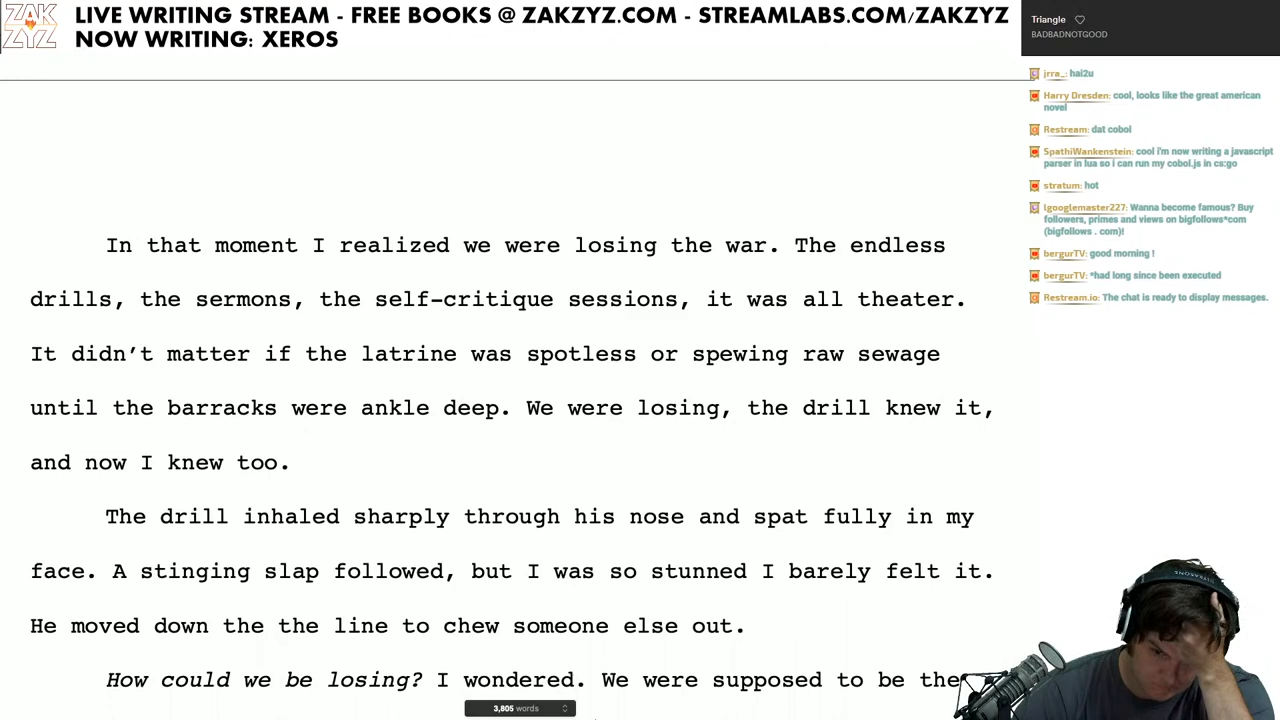 ZAK
ZYZ
LIVE WRITING STREAM - FREE BOOKS @ ZAKZYZ.COM - STREAMLABS.COM/ZAKZYZ
NOW WRITING: XEROS
Triangle
BADBADNOTGOOD
jrra_: hai2u
Harry Dresden: cool, looks like the great american
novel
Restream: dat cobol
SpathiWankenstein: cool i'm now writing a javascript
parser in lua so i can run my cobol.js in cs:go
stratum: hot
lgooglemaster227: Wanna become famous? Buy
followers, primes and views on bigfollows*com
(bigfollows . com)!
bergurTV: good morning !
bergurTV: *had long since been executed
Restream.io: The chat is ready to display messages.
In that moment I realized we were losing the war. The endless
drills, the sermons, the self-critique sessions, it was all theater.
It didn’t matter if the latrine was spotless or spewing raw sewage
until the barracks were ankle deep. We were losing, the drill knew it,
and now I knew too.
The drill inhaled sharply through his nose and spat fully in my
face. A stinging slap followed, but I was so stunned I barely felt it.
He moved down the the line to chew someone else out.
How could we be losing? I wondered. We were supposed to be the
3,805 words
ULTRASONE